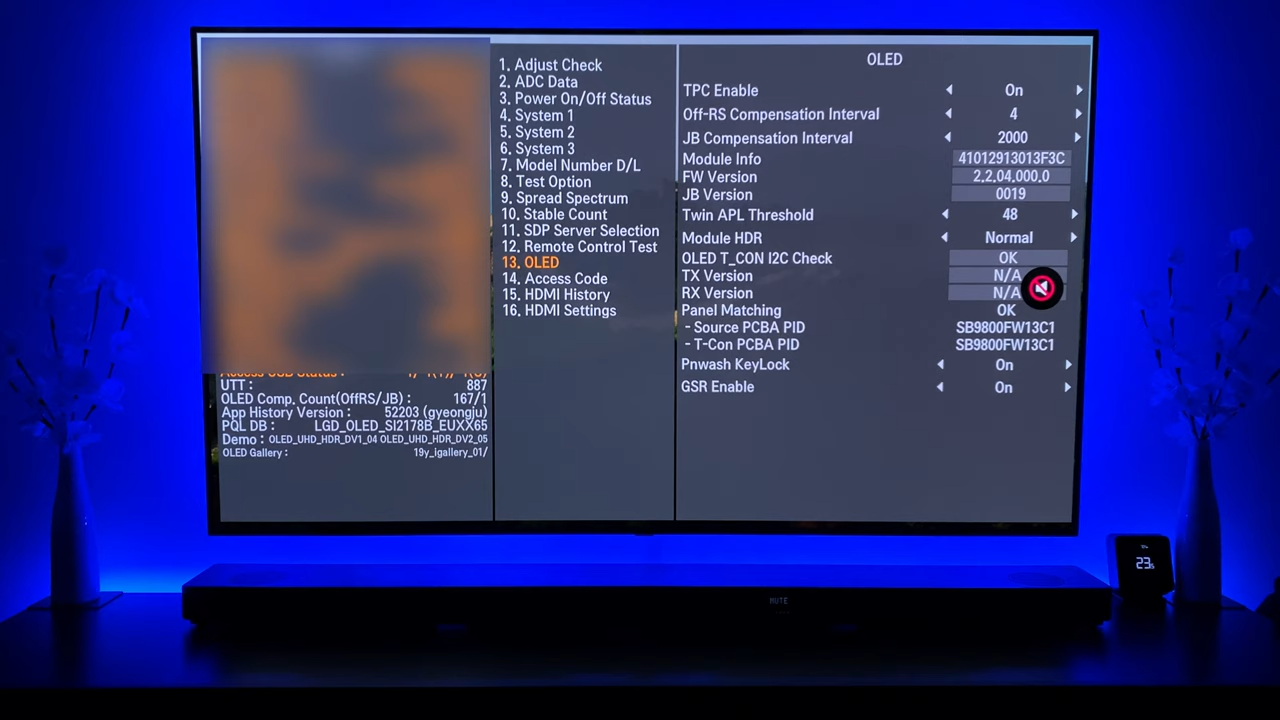 Access USB Status :
UTT : 887
OLED Comp. Count(OffRS/JB) : 167/1
App History Version : 52203 (gyeongju)
PQL DB : LGD_OLED_SI2178B_EUXX65
Demo : OLED_UHD_HDR_DV1_04 OLED_UHD_HDR_DV2_05
OLED Gallery : 19y_igallery_01/
1. Adjust Check
2. ADC Data
3. Power On/Off Status
4. System 1
5. System 2
6. System 3
7. Model Number D/L
8. Test Option
9. Spread Spectrum
10. Stable Count
11. SDP Server Selection
12. Remote Control Test
13. OLED
14. Access Code
15. HDMI History
16. HDMI Settings
OLED
TPC Enable On
Off-RS Compensation Interval 4
JB Compensation Interval 2000
Module Info 41012913013F3C
FW Version 2.2.04.000.0
JB Version 0019
Twin APL Threshold 48
Module HDR Normal
OLED T_CON I2C Check OK
TX Version N/A
RX Version N/A
Panel Matching OK
- Source PCBA PID SB9800FW13C1
- T-Con PCBA PID SB9800FW13C1
Pnwash KeyLock On
GSR Enable On
MUTE
23.5